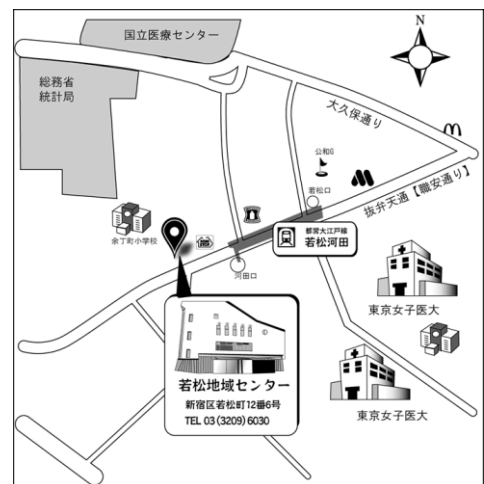 国立医療センター
N
総務省
統計局
大久保通り
公和G
若松口
抜弁天通【職安通り】
都営大江戸線
若松河田
余丁町小学校
河田口
東京女子医大
若松地域センター
新宿区若松町12番6号
TEL 03(3209)6030
東京女子医大